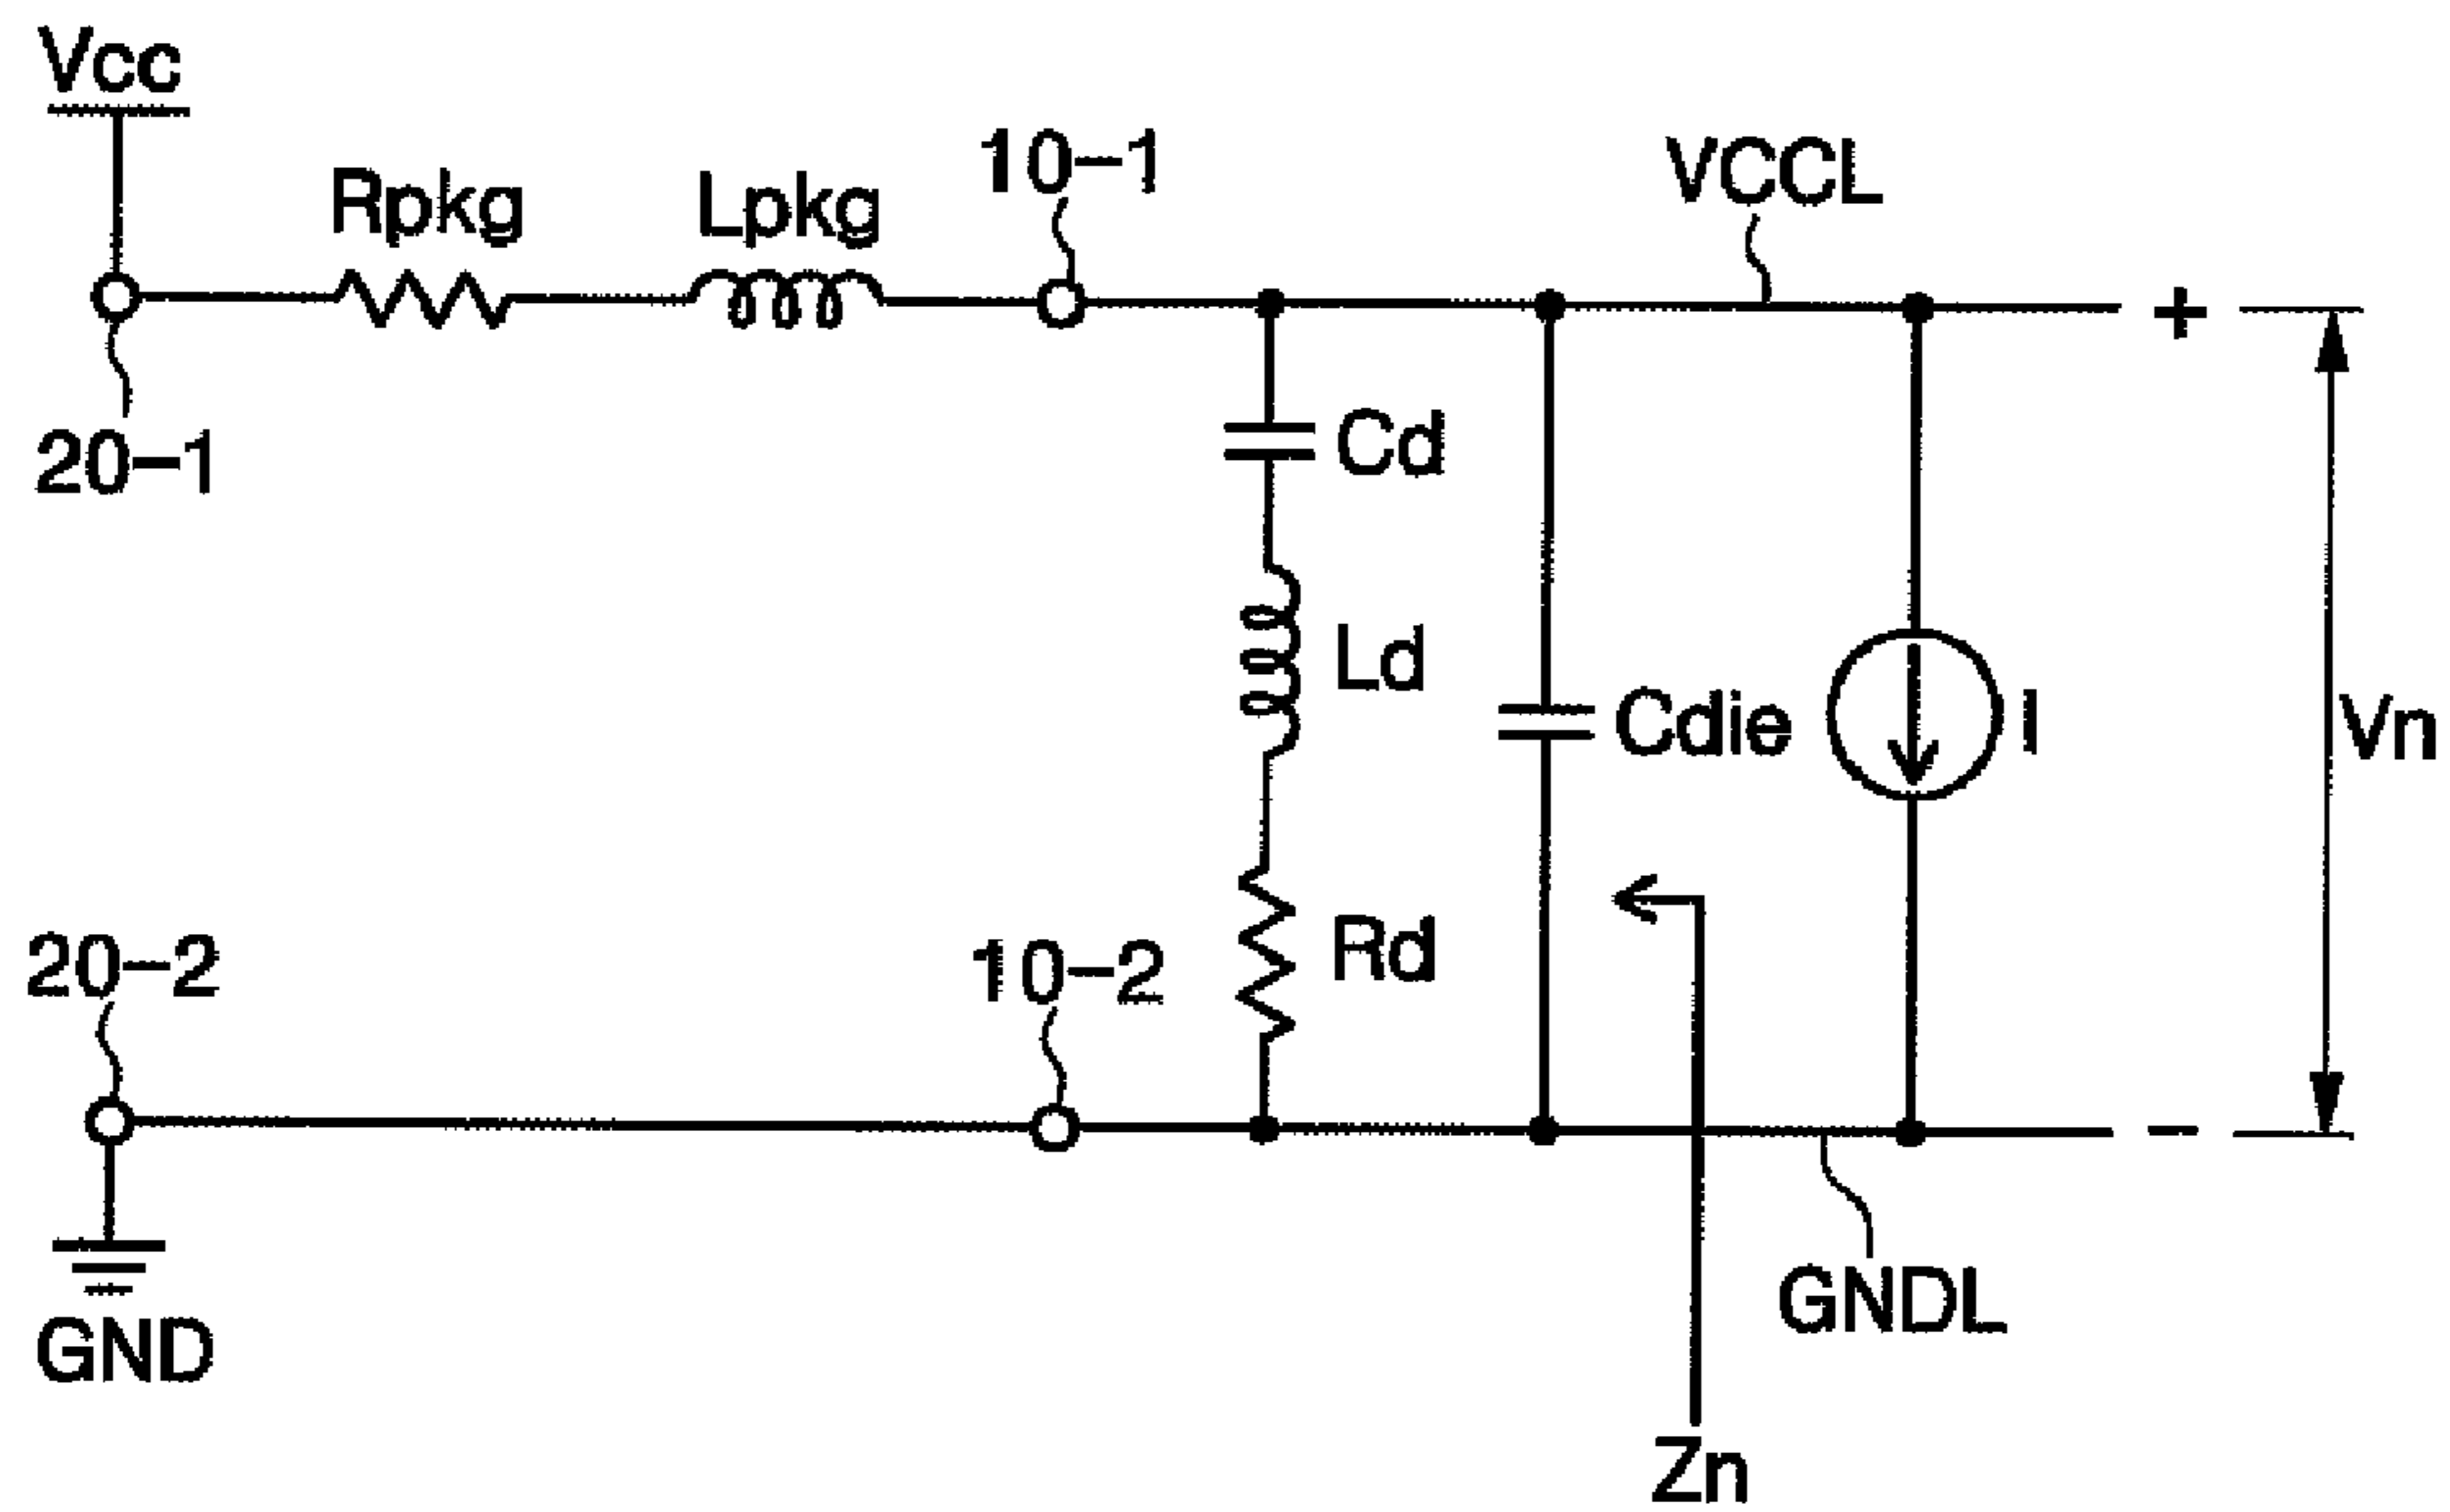 Vcc
10-1
VCCL
Rpkg
Lpkg
+
20-1
Cd
Ld
Cdie
I
Vn
Rd
20-2
10-2
-
GNDL
GND
Zn